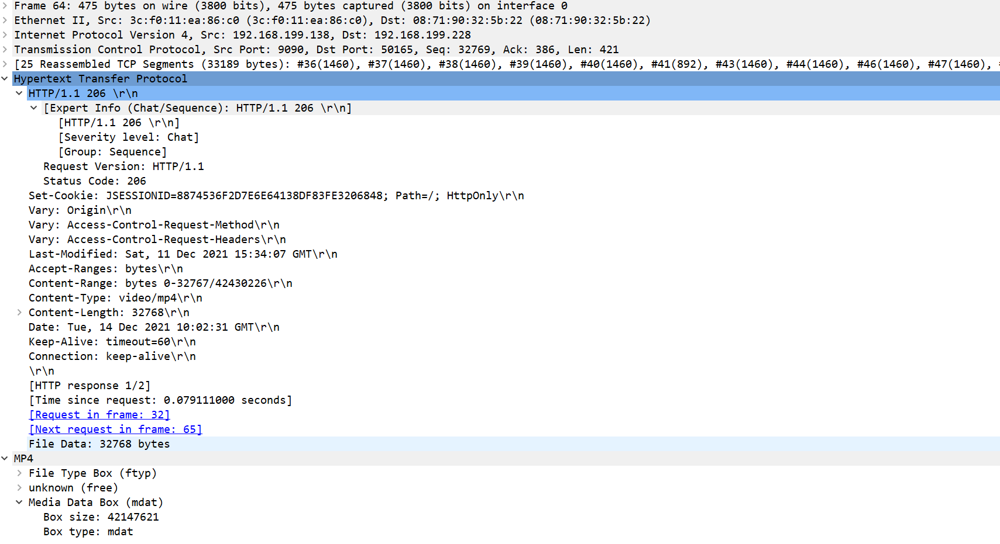 Frame 64: 475 bytes on wire (3800 bits), 475 bytes captured (3800 bits) on interface 0
Ethernet II, Src: 3c:f0:11:ea:86:c0 (3c:f0:11:ea:86:c0), Dst: 08:71:90:32:5b:22 (08:71:90:32:5b:22)
Internet Protocol Version 4, Src: 192.168.199.138, Dst: 192.168.199.228
Transmission Control Protocol, Src Port: 9090, Dst Port: 50165, Seq: 32769, Ack: 386, Len: 421
[25 Reassembled TCP Segments (33189 bytes): #36(1460), #37(1460), #38(1460), #39(1460), #40(1460), #41(892), #43(1460), #44(1460), #46(1460), #47(1460),
Hypertext Transfer Protocol
HTTP/1.1 206 \r\n
[Expert Info (Chat/Sequence): HTTP/1.1 206 \r\n]
[HTTP/1.1 206 \r\n]
[Severity level: Chat]
[Group: Sequence]
Request Version: HTTP/1.1
Status Code: 206
Set-Cookie: JSESSIONID=8874536F2D7E6E64138DF83FE3206848; Path=/; HttpOnly\r\n
Vary: Origin\r\n
Vary: Access-Control-Request-Method\r\n
Vary: Access-Control-Request-Headers\r\n
Last-Modified: Sat, 11 Dec 2021 15:34:07 GMT\r\n
Accept-Ranges: bytes\r\n
Content-Range: bytes 0-32767/42430226\r\n
Content-Type: video/mp4\r\n
Content-Length: 32768\r\n
Date: Tue, 14 Dec 2021 10:02:31 GMT\r\n
Keep-Alive: timeout=60\r\n
Connection: keep-alive\r\n
\r\n
[HTTP response 1/2]
[Time since request: 0.079111000 seconds]
[Request in frame: 32]
[Next request in frame: 65]
File Data: 32768 bytes
MP4
File Type Box (ftyp)
unknown (free)
Media Data Box (mdat)
Box size: 42147621
Box type: mdat